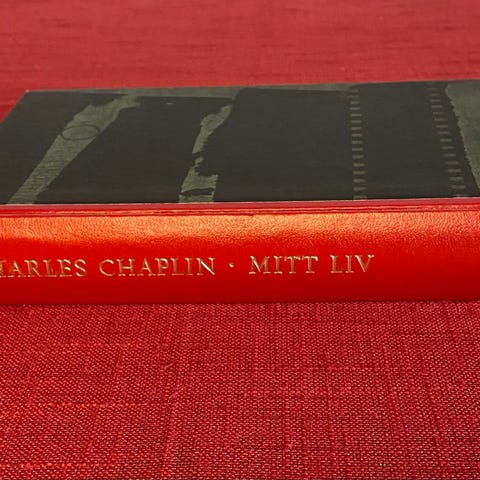 HARLES CHAPLIN · MITT LIV